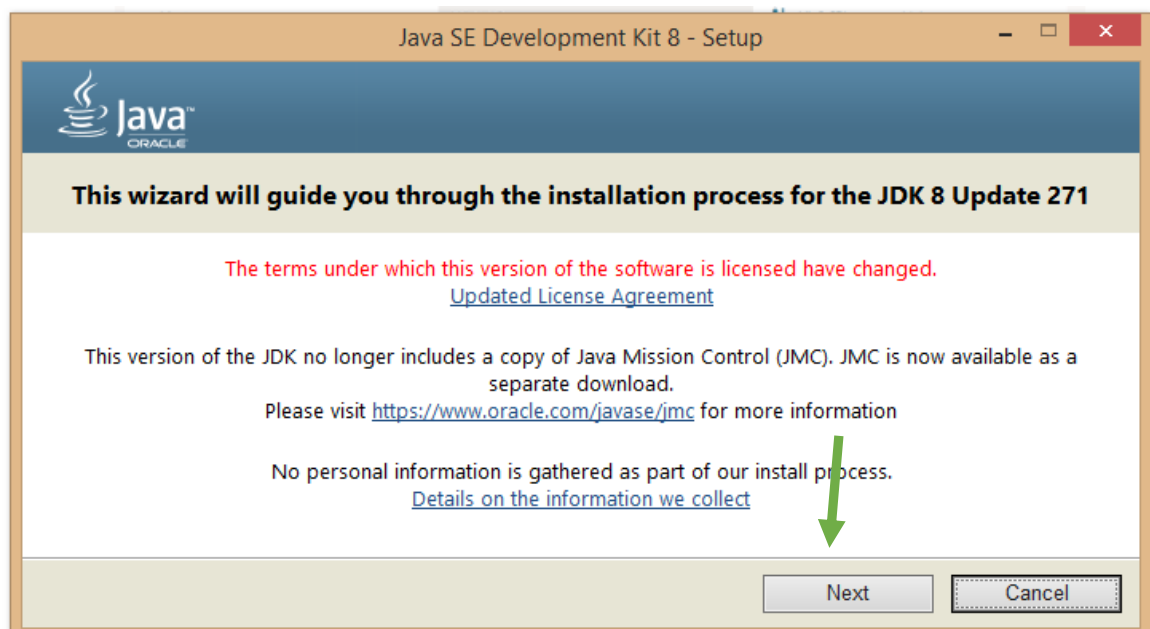 Java SE Development Kit 8 - Setup
Java™
ORACLE
This wizard will guide you through the installation process for the JDK 8 Update 271
The terms under which this version of the software is licensed have changed.
Updated License Agreement
This version of the JDK no longer includes a copy of Java Mission Control (JMC). JMC is now available as a
separate download.
Please visit https://www.oracle.com/javase/jmc for more information
No personal information is gathered as part of our install process.
Details on the information we collect
Next
Cancel